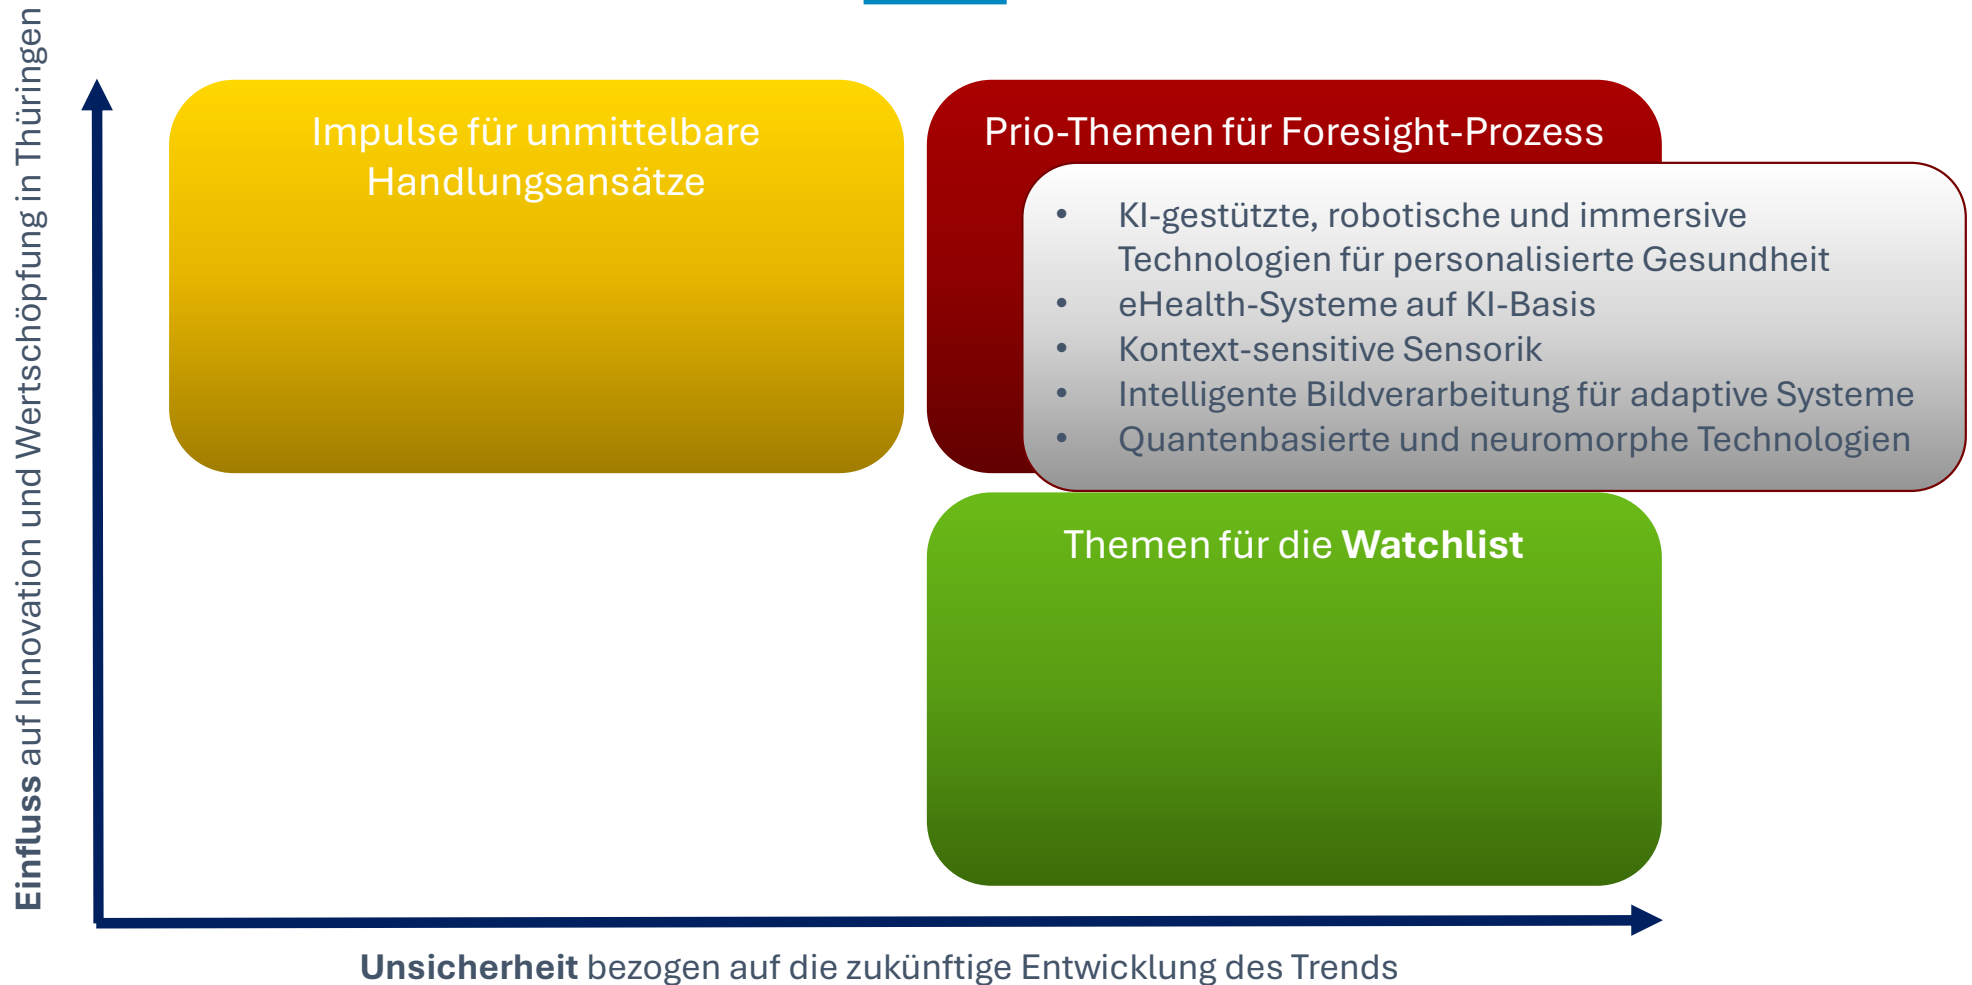 Einfluss auf Innovation und Wertschöpfung in Thüringen
Impulse für unmittelbare
Handlungsansätze
Prio-Themen für Foresight-Prozess
• KI-gestützte, robotische und immersive
Technologien für personalisierte Gesundheit
• eHealth-Systeme auf KI-Basis
• Kontext-sensitive Sensorik
• Intelligente Bildverarbeitung für adaptive Systeme
• Quantenbasierte und neuromorphe Technologien
Themen für die Watchlist
Unsicherheit bezogen auf die zukünftige Entwicklung des Trends